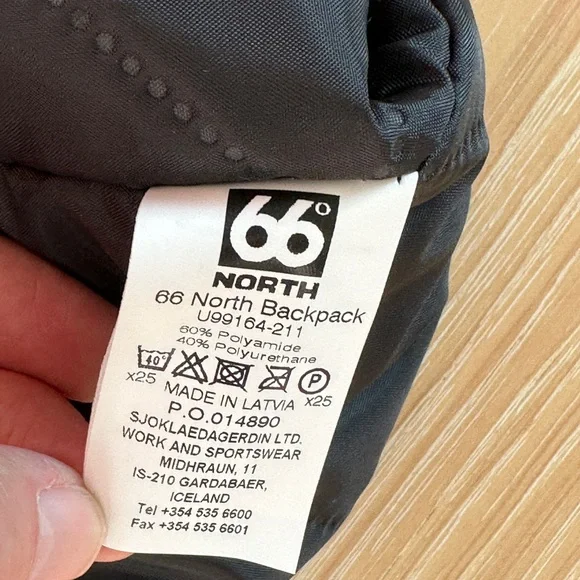 66°
NORTH
66 North Backpack
U99164-211
60% Polyamide
40% Polyurethane
40° P
x25 x25
MADE IN LATVIA
P.O.014890
SJOKLAEDAGERDIN LTD.
WORK AND SPORTSWEAR
MIDHRAUN, 11
IS-210 GARDABAER,
ICELAND
Tel +354 535 6600
Fax +354 535 6601